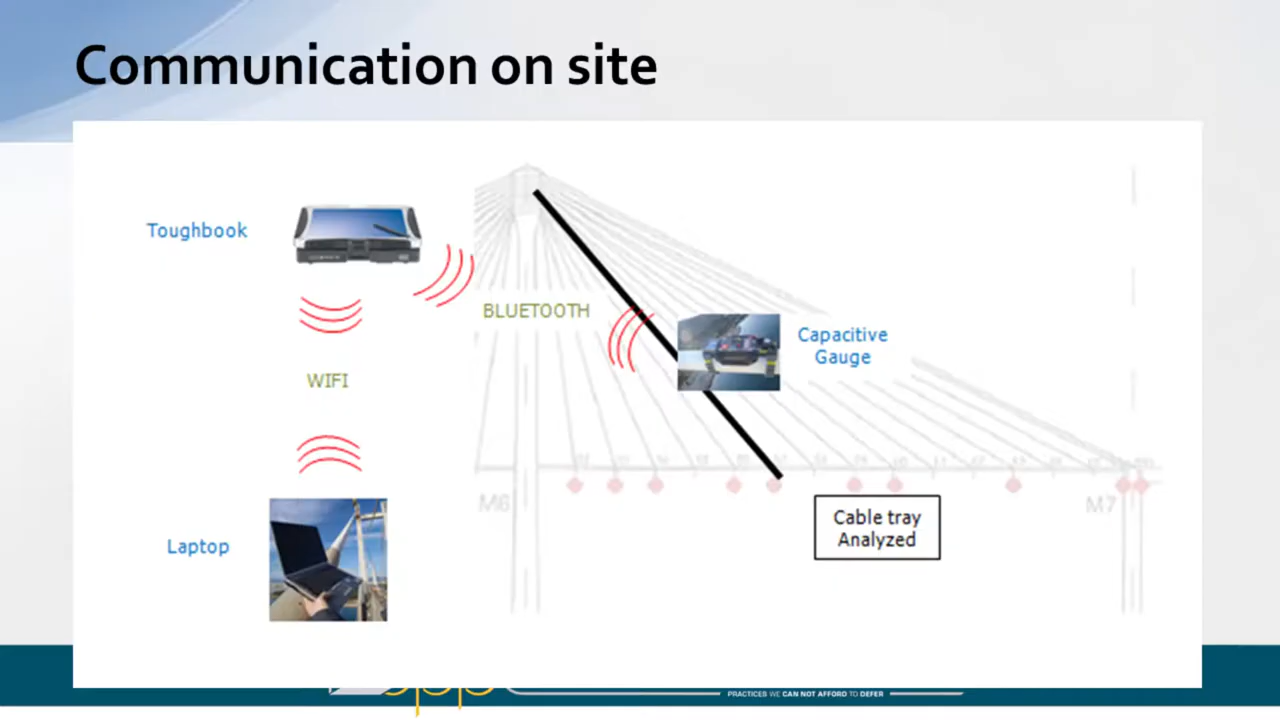 Communication on site
Toughbook
BLUETOOTH
Capacitive
Gauge
WIFI
M6
M7
Cable tray
Analyzed
Laptop
PRACTICES WE CAN NOT AFFORD TO DEFER